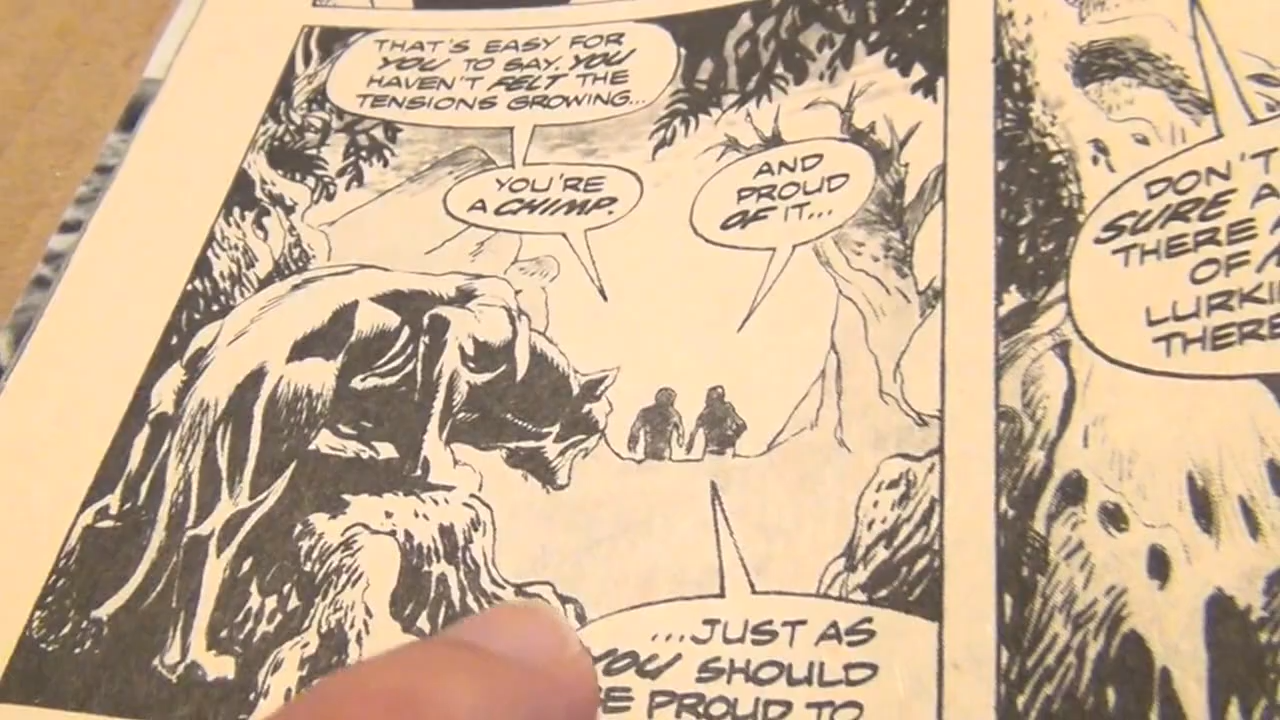 THAT'S EASY FOR
YOU TO SAY. YOU
HAVEN'T FELT THE
TENSIONS GROWING...
YOU'RE
A CHIMP.
AND
PROUD
OF IT...
...JUST AS
YOU SHOULD
PROUD TO
DON'T
SURE
THERE
OF
LURKI
THERE